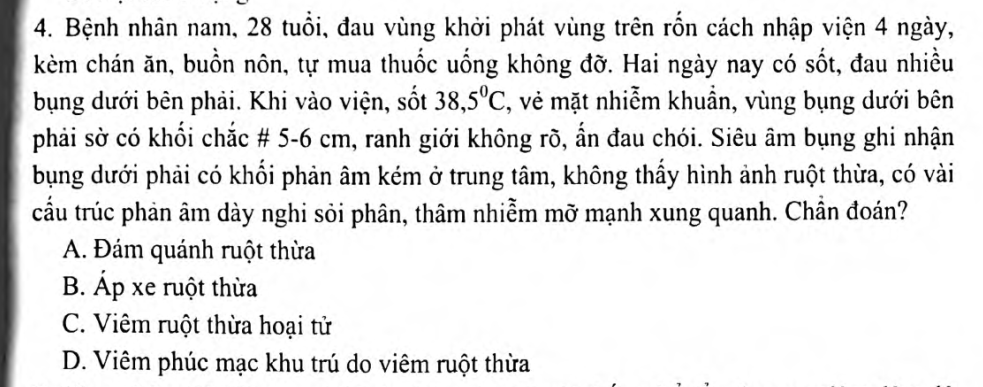 4. Bệnh nhân nam, 28 tuổi, đau vùng khởi phát vùng trên rốn cách nhập viện 4 ngày,
kèm chán ăn, buồn nôn, tự mua thuốc uống không đỡ. Hai ngày nay có sốt, đau nhiều
bụng dưới bên phải. Khi vào viện, sốt 38,5⁰C, vẻ mặt nhiễm khuẩn, vùng bụng dưới bên
phải sờ có khối chắc # 5-6 cm, ranh giới không rõ, ấn đau chói. Siêu âm bụng ghi nhận
bụng dưới phải có khối phản âm kém ở trung tâm, không thấy hình ảnh ruột thừa, có vài
cấu trúc phản âm dày nghi sỏi phân, thâm nhiễm mỡ mạnh xung quanh. Chẩn đoán?
A. Đám quánh ruột thừa
B. Áp xe ruột thừa
C. Viêm ruột thừa hoại tử
D. Viêm phúc mạc khu trú do viêm ruột thừa